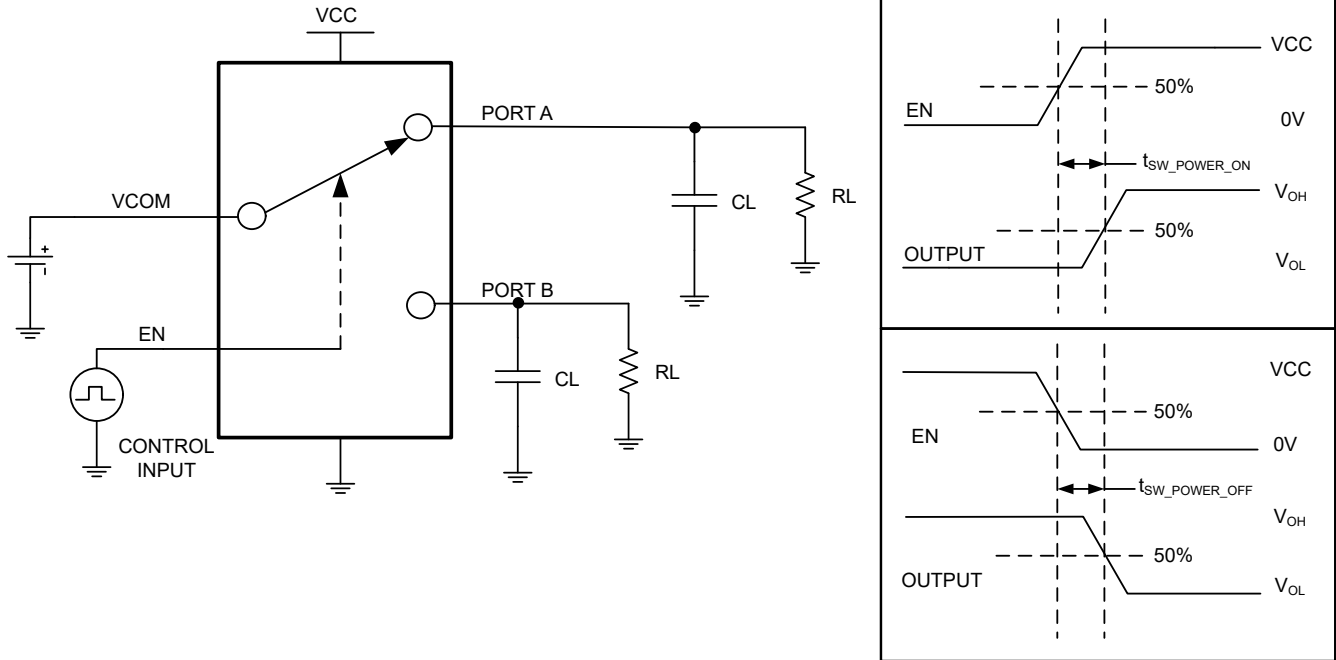 VCC
PORT A
VCOM
CL
RL
PORT B
EN
CL
RL
CONTROL
INPUT
VCC
50%
EN
0V
tSW_POWER_ON
VOH
50%
OUTPUT
VOL
VCC
50%
EN
0V
tSW_POWER_OFF
VOH
50%
OUTPUT
VOL